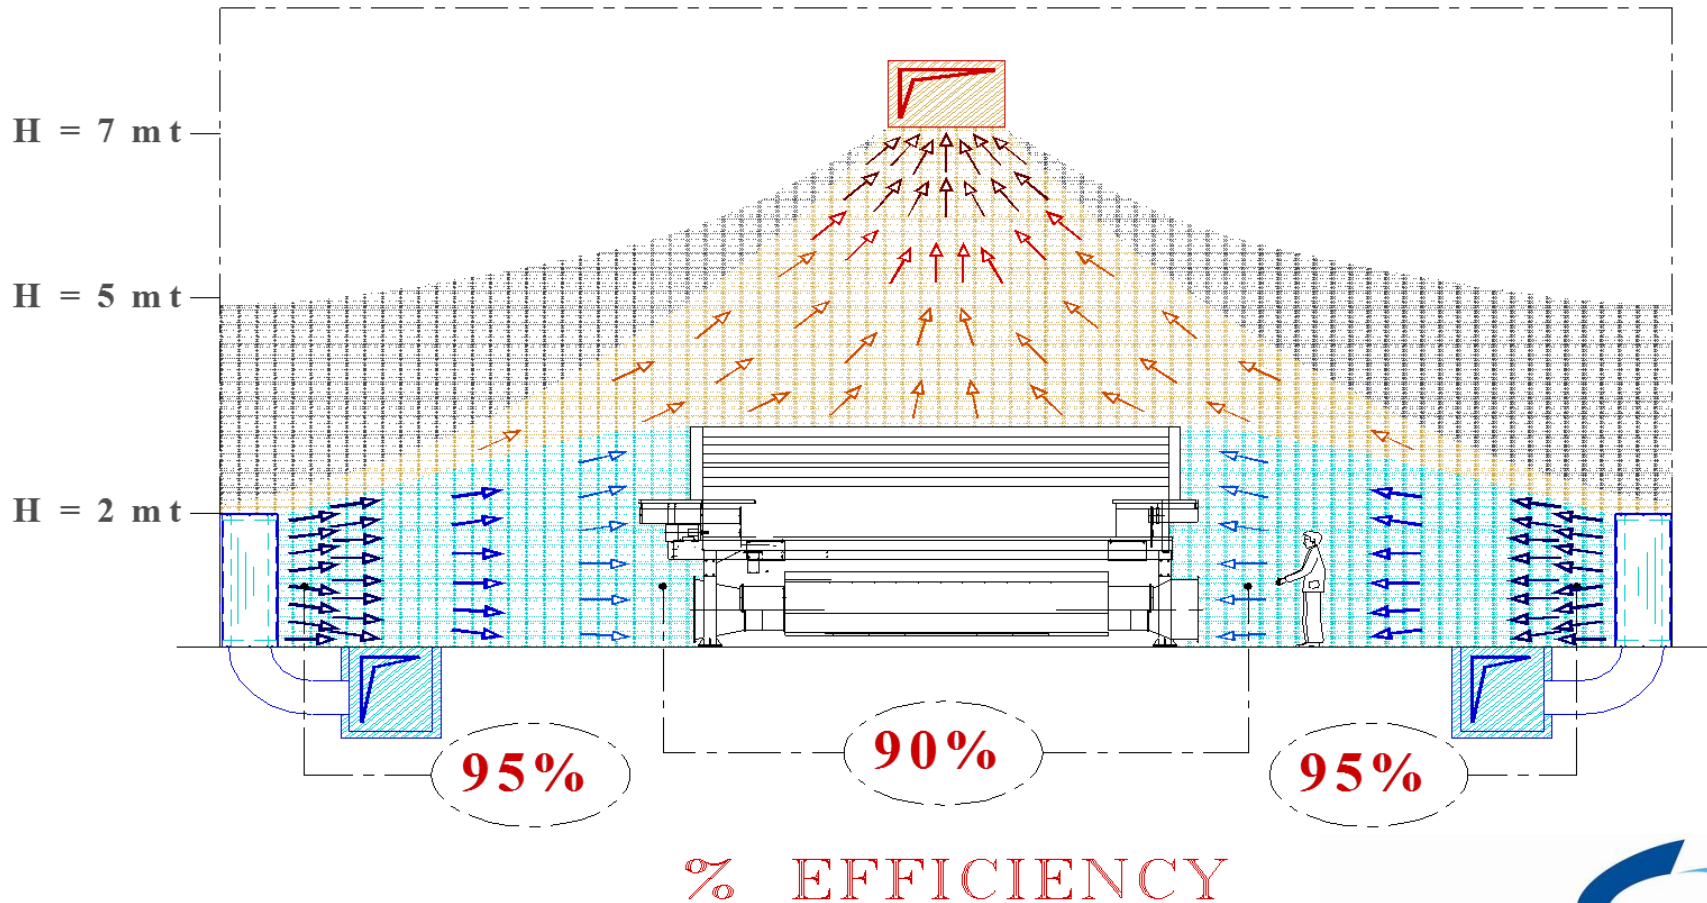 H = 7 mt
H = 5 mt
H = 2 mt
95%
90%
95%
% EFFICIENCY